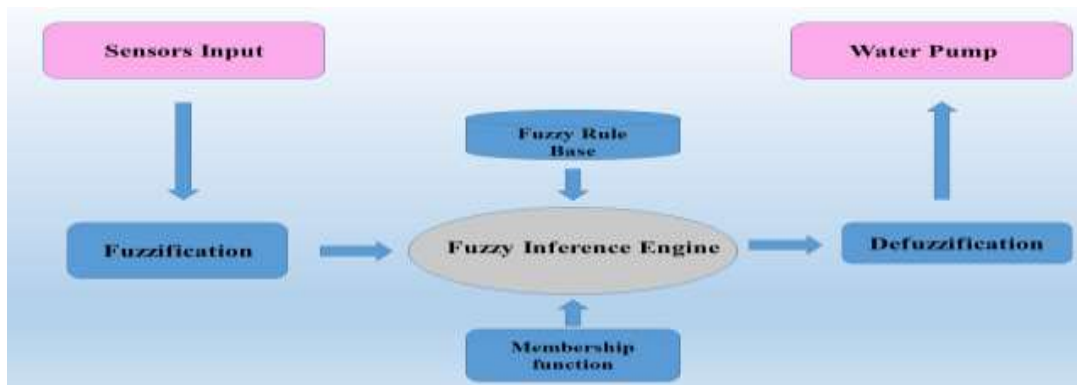 Sensors Input
Water Pump
Fuzzy Rule
Base
Fuzzification
Fuzzy Inference Engine
Defuzzification
Membership
function